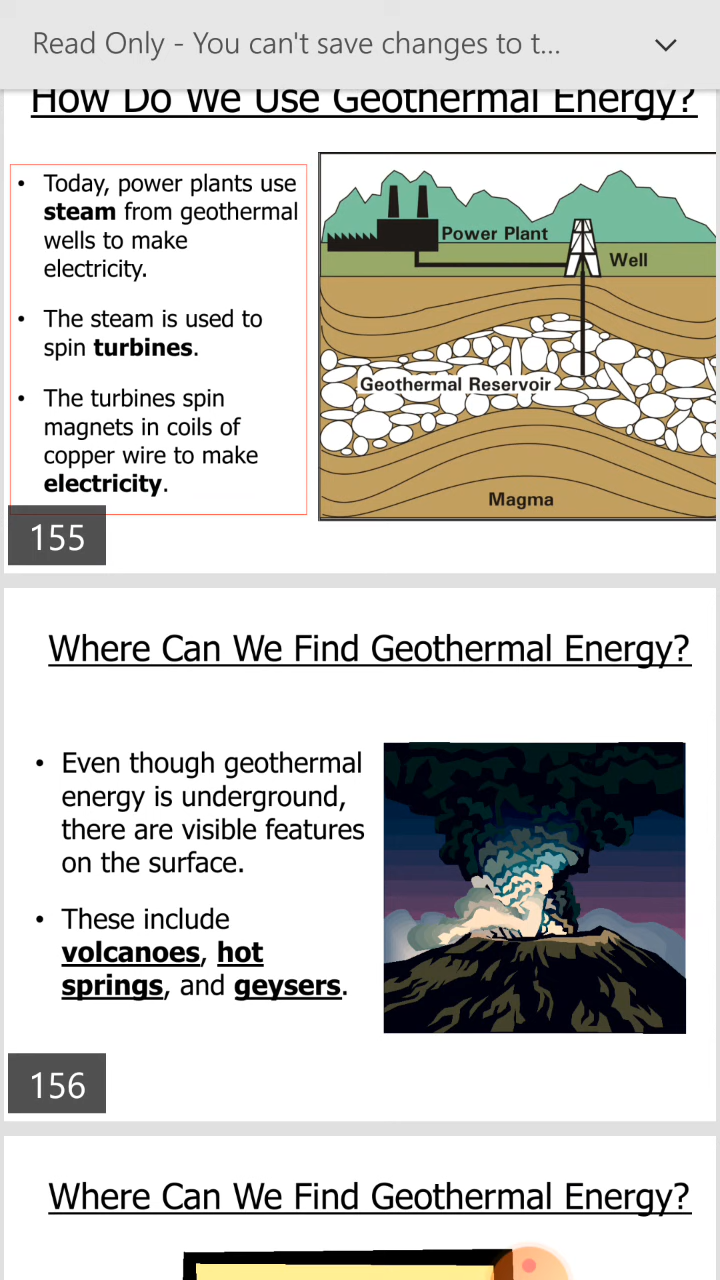 Read Only - You can't save changes to t...
How Do We Use Geothermal Energy?
• Today, power plants use
steam from geothermal
wells to make
electricity.
• The steam is used to
spin turbines.
• The turbines spin
magnets in coils of
copper wire to make
electricity.
Power Plant
Well
Geothermal Reservoir
Magma
155
Where Can We Find Geothermal Energy?
• Even though geothermal
energy is underground,
there are visible features
on the surface.
• These include
volcanoes, hot
springs, and geysers.
156
Where Can We Find Geothermal Energy?